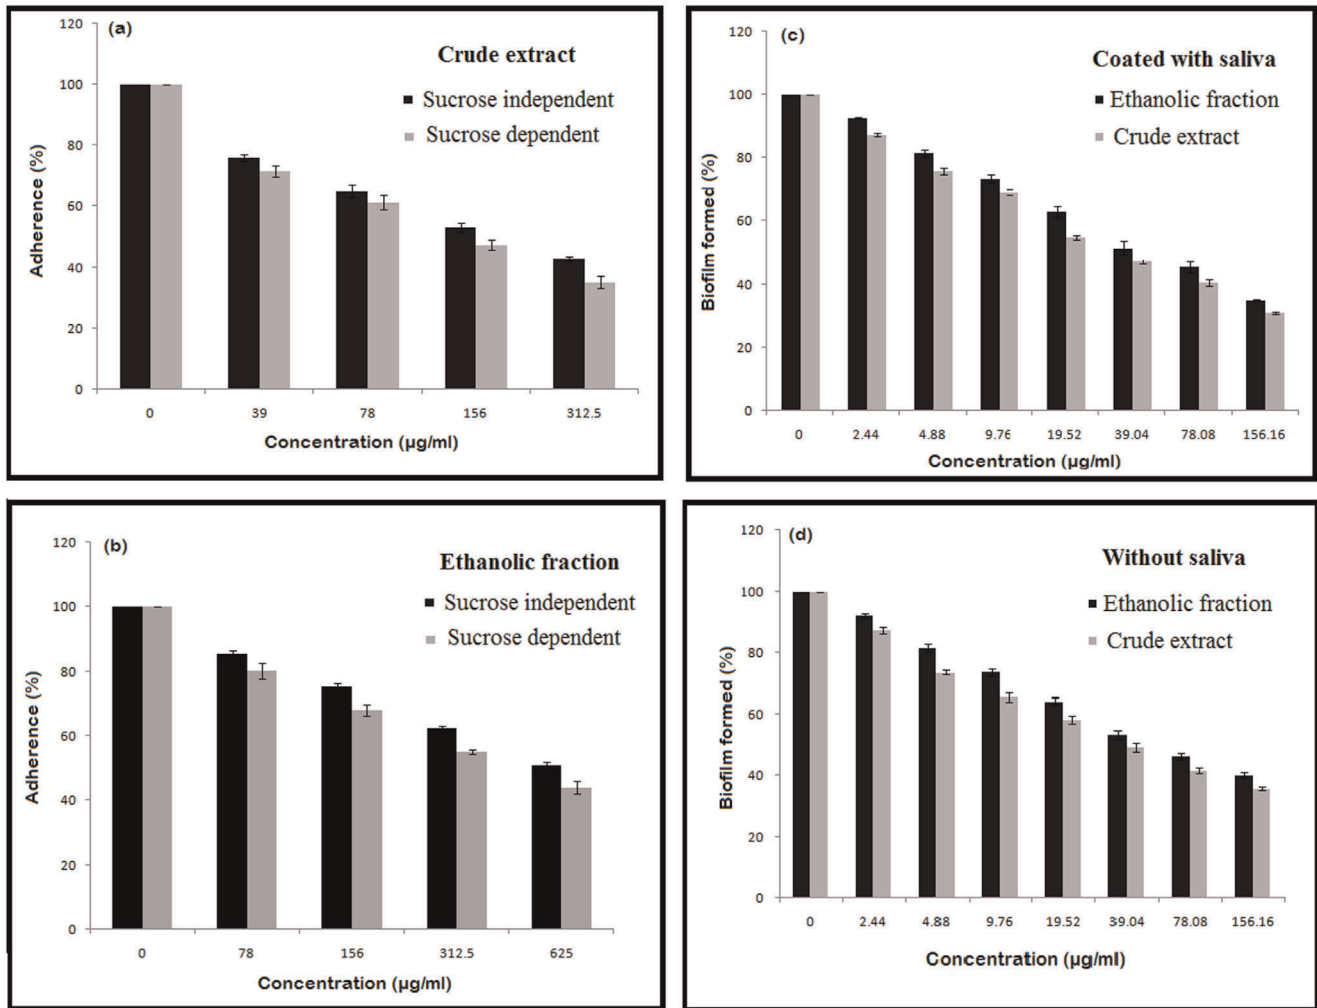 (a)
Crude extract
Sucrose independent
Sucrose dependent
120
100
80
60
40
20
0
Adherence (%)
0 39 78 156 312.5
Concentration (µg/ml)
(c)
Coated with saliva
Ethanolic fraction
Crude extract
120
100
80
60
40
20
0
Biofilm formed (%)
0 2.44 4.88 9.76 19.52 39.04 78.08 156.16
Concentration (µg/ml)
(b)
Ethanolic fraction
Sucrose independent
Sucrose dependent
120
100
80
60
40
20
0
Adherence (%)
0 78 156 312.5 625
Concentration (µg/ml)
(d)
Without saliva
Ethanolic fraction
Crude extract
120
100
80
60
40
20
0
Biofilm formed (%)
0 2.44 4.88 9.76 19.52 39.04 78.08 156.16
Concentration (µg/ml)